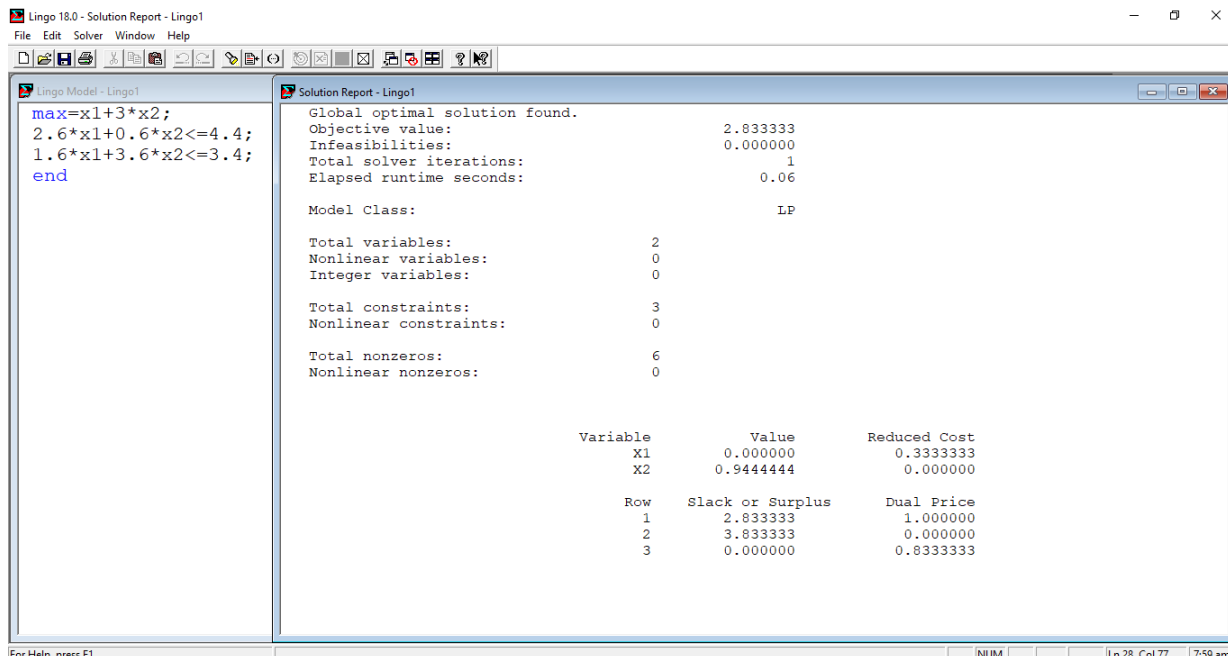 Lingo 18.0 - Solution Report - Lingo1
File Edit Solver Window Help
Lingo Model - Lingo1
max=x1+3*x2;
2.6*x1+0.6*x2<=4.4;
1.6*x1+3.6*x2<=3.4;
end
Solution Report - Lingo1
Global optimal solution found.
Objective value: 2.833333
Infeasibilities: 0.000000
Total solver iterations: 1
Elapsed runtime seconds: 0.06
Model Class: LP
Total variables: 2
Nonlinear variables: 0
Integer variables: 0
Total constraints: 3
Nonlinear constraints: 0
Total nonzeros: 6
Nonlinear nonzeros: 0
Variable Value Reduced Cost
X1 0.000000 0.3333333
X2 0.9444444 0.000000
Row Slack or Surplus Dual Price
1 2.833333 1.000000
2 3.833333 0.000000
3 0.000000 0.8333333
For Help, press F1 NUM Ln 28, Col 77 7:59 am